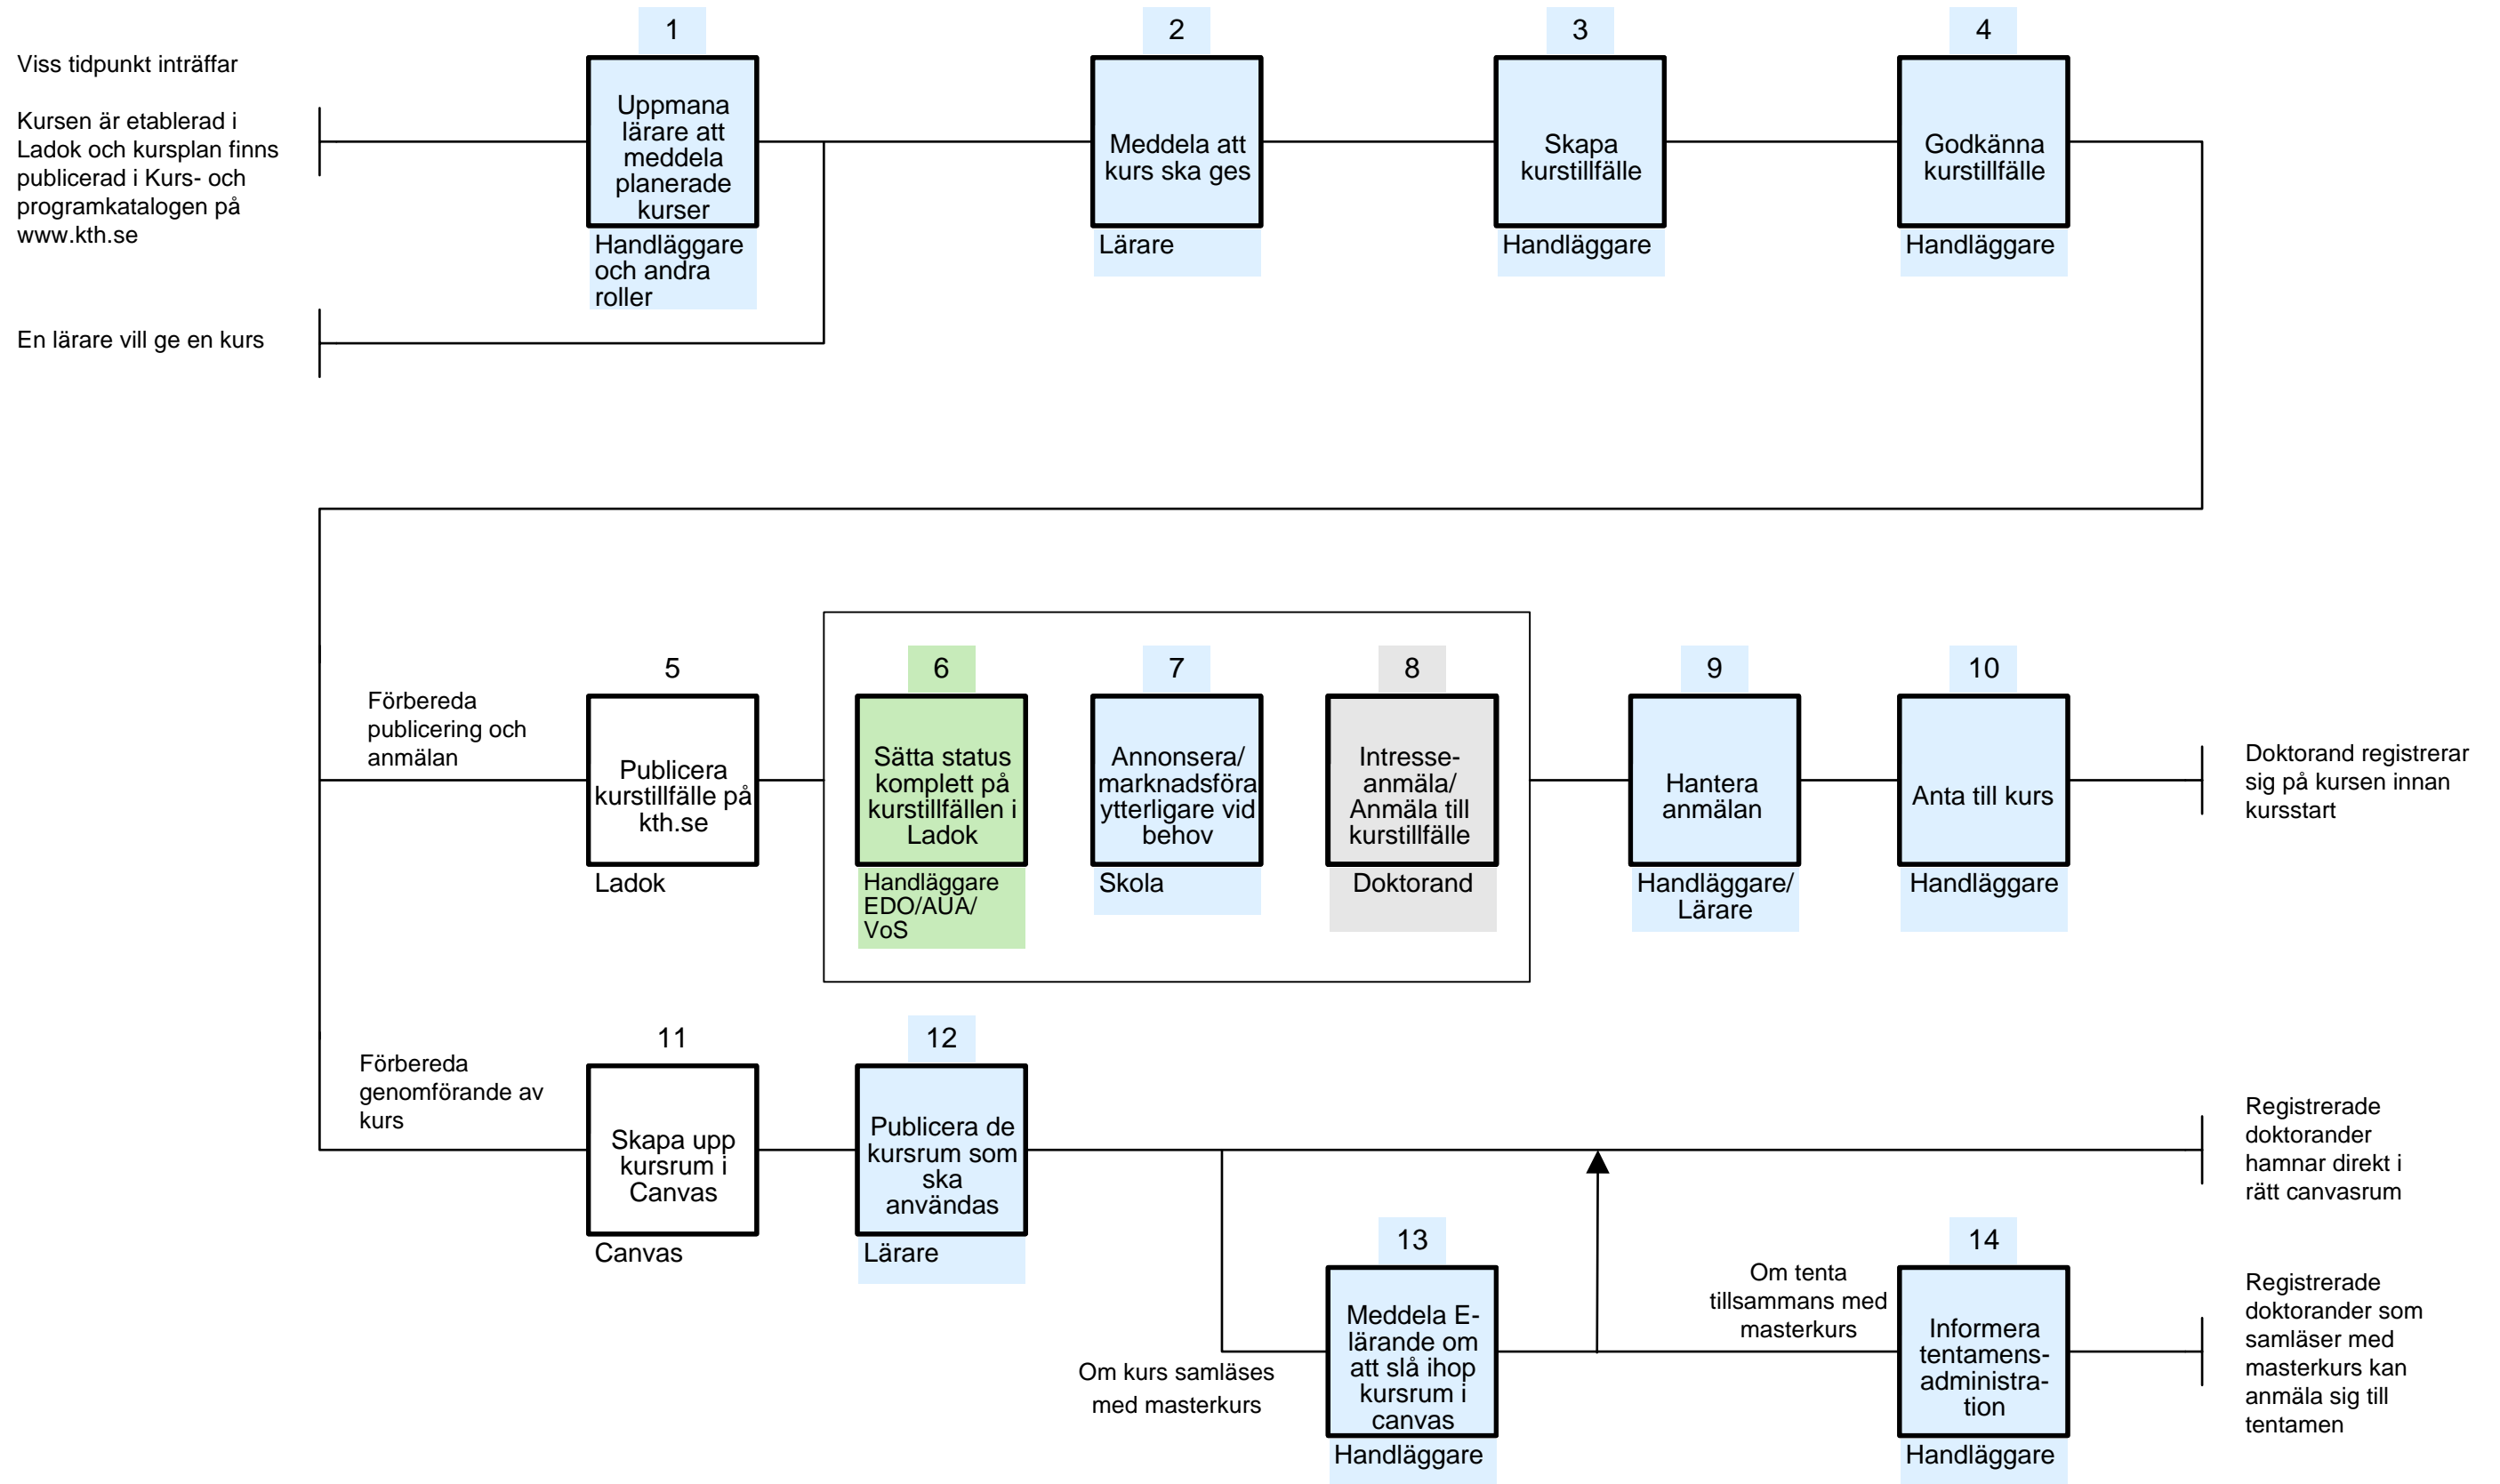 Viss tidpunkt inträffar
Kursen är etablerad i
Ladok och kursplan finns
publicerad i Kurs- och
programkatalogen på
www.kth.se
En lärare vill ge en kurs
1
Uppmana
lärare att
meddela
planerade
kurser
Handläggare
och andra
roller
2
Meddela att
kurs ska ges
Lärare
3
Skapa
kurstillfälle
Handläggare
4
Godkänna
kurstillfälle
Handläggare
Förbereda
publicering och
anmälan
5
Publicera
kurstillfälle på
kth.se
Ladok
6
Sätta status
komplett på
kurstillfällen i
Ladok
Handläggare
EDO/AUA/
VoS
7
Annonsera/
marknadsföra
ytterligare vid
behov
Skola
8
Intresse-
anmäla/
Anmäla till
kurstillfälle
Doktorand
9
Hantera
anmälan
Handläggare/
Lärare
10
Anta till kurs
Handläggare
Doktorand registrerar
sig på kursen innan
kursstart
Förbereda
genomförande av
kurs
11
Skapa upp
kursrum i
Canvas
Canvas
12
Publicera de
kursrum som
ska
användas
Lärare
Registrerade
doktorander
hamnar direkt i
rätt canvasrum
Om kurs samläses
med masterkurs
13
Meddela E-
lärande om
att slå ihop
kursrum i
canvas
Handläggare
Om tenta
tillsammans med
masterkurs
14
Informera
tentamens-
administra-
tion
Handläggare
Registrerade
doktorander som
samläser med
masterkurs kan
anmäla sig till
tentamen